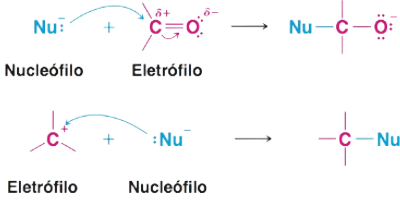 Nu:⁻ + C=O: δ+ δ− ⟶ Nu—C—O:⁻
Nucleófilo Eletrófilo
C⁺ + :Nu⁻ ⟶ —C—Nu
Eletrófilo Nucleófilo